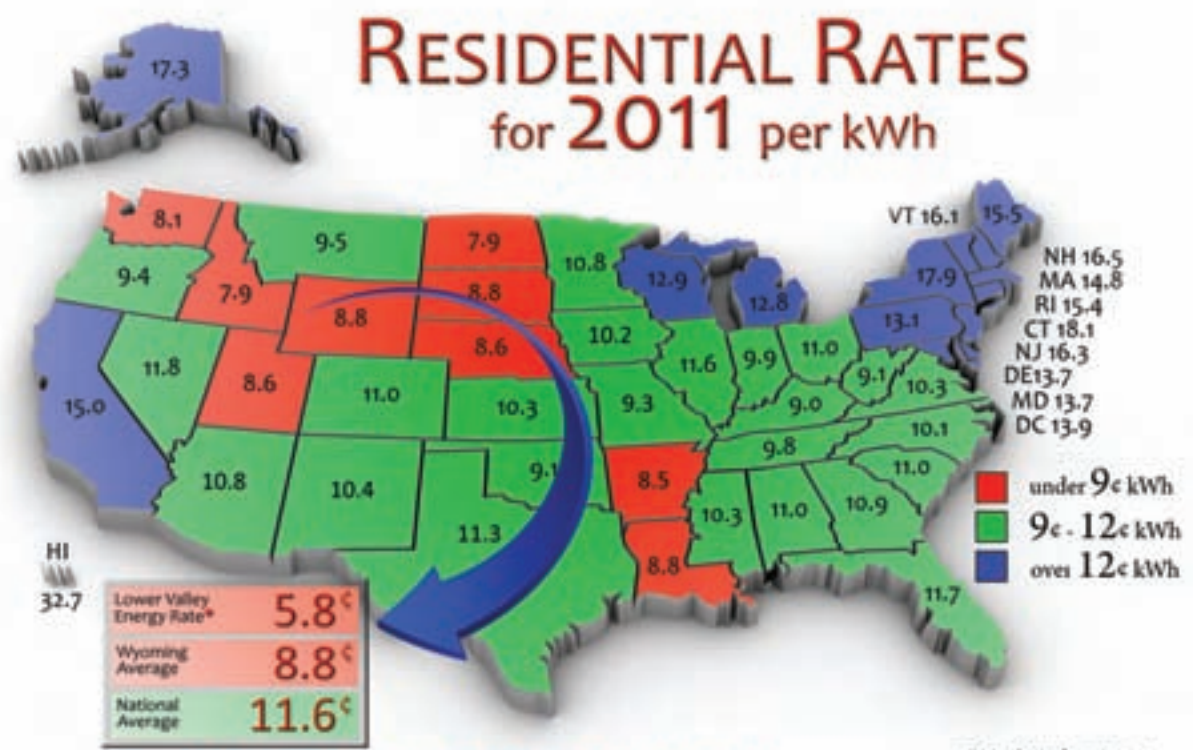 RESIDENTIAL RATES
for 2011 per kWh
17.3
8.1
9.5
7.9
10.8
VT 16.1
15.5
NH 16.5
MA 14.8
RI 15.4
CT 18.1
NJ 16.3
DE13.7
MD 13.7
DC 13.9
9.4
7.9
8.8
8.8
12.9
12.8
17.9
13.1
8.6
10.2
11.8
8.6
11.0
11.6
9.9
11.0
9.1
10.3
15.0
10.3
9.3
9.0
10.1
9.8
10.8
10.4
9.1
8.5
11.0
11.3
10.3
11.0
10.9
8.8
11.7
under 9¢ kWh
9¢ - 12¢ kWh
over 12¢ kWh
HI
32.7
Lower Valley
Energy Rate* 5.8¢
Wyoming
Average 8.8¢
National
Average 11.6¢